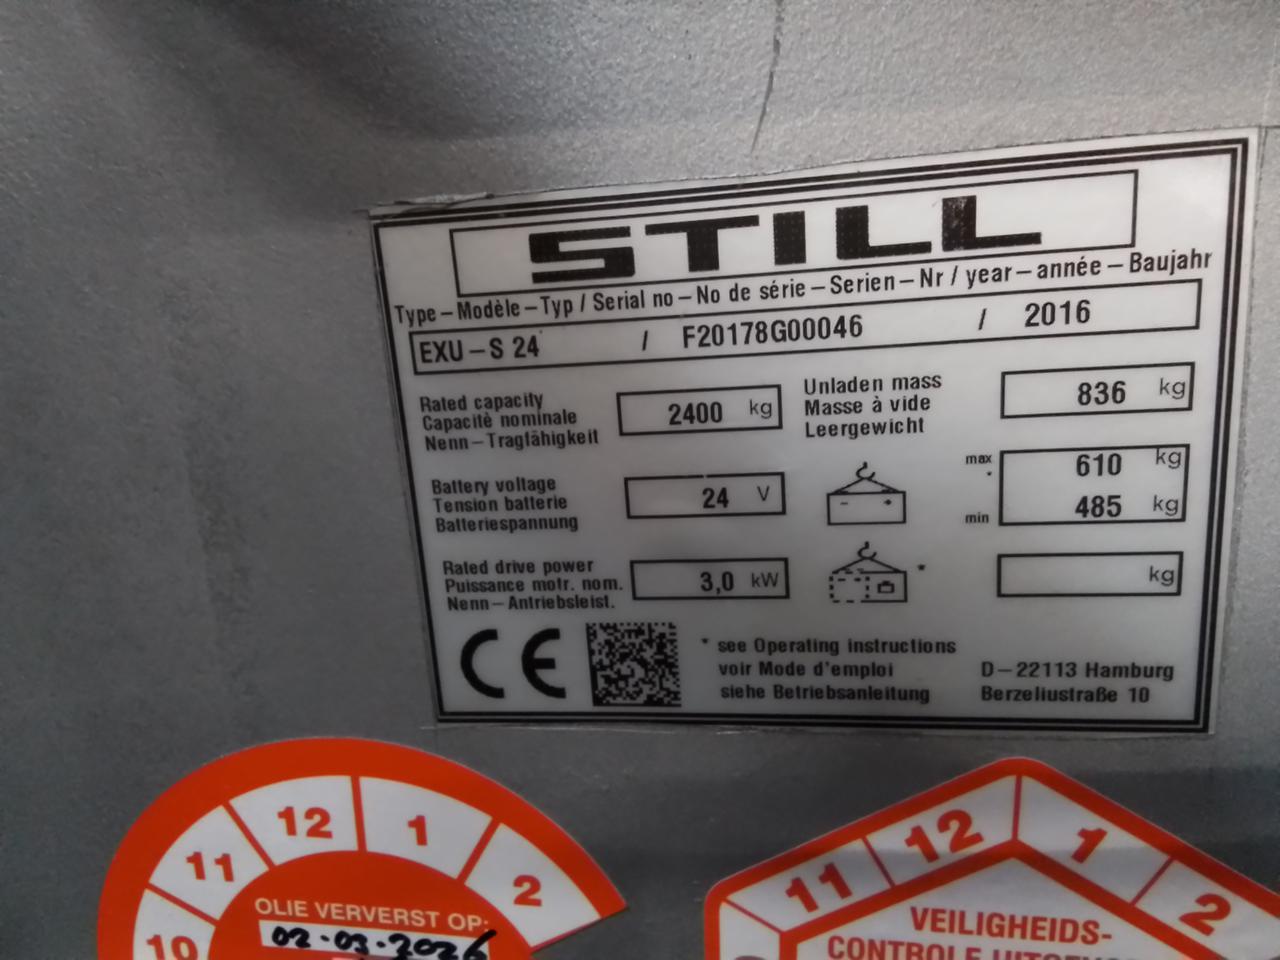 STILL
Type – Modèle – Typ / Serial no – No de série – Serien – Nr / year – année – Baujahr
EXU – S 24 / F20178G00046 / 2016
Rated capacity
Capacité nominale
Nenn – Tragfähigkeit
2400 kg
Unladen mass
Masse à vide
Leergewicht
836 kg
Battery voltage
Tension batterie
Batteriespannung
24 V
- +
max
*
min
610 kg
485 kg
Rated drive power
Puissance motr. nom.
Nenn – Antriebsleist.
3,0 kW
*
kg
CE
* see Operating instructions
voir Mode d'emploi
siehe Betriebsanleitung
D – 22113 Hamburg
Berzeliustraße 10
10 11 12 1 2
OLIE VERVERST OP:
02-03-2026
11 12 1 2
VEILIGHEIDS-
CONTROLE